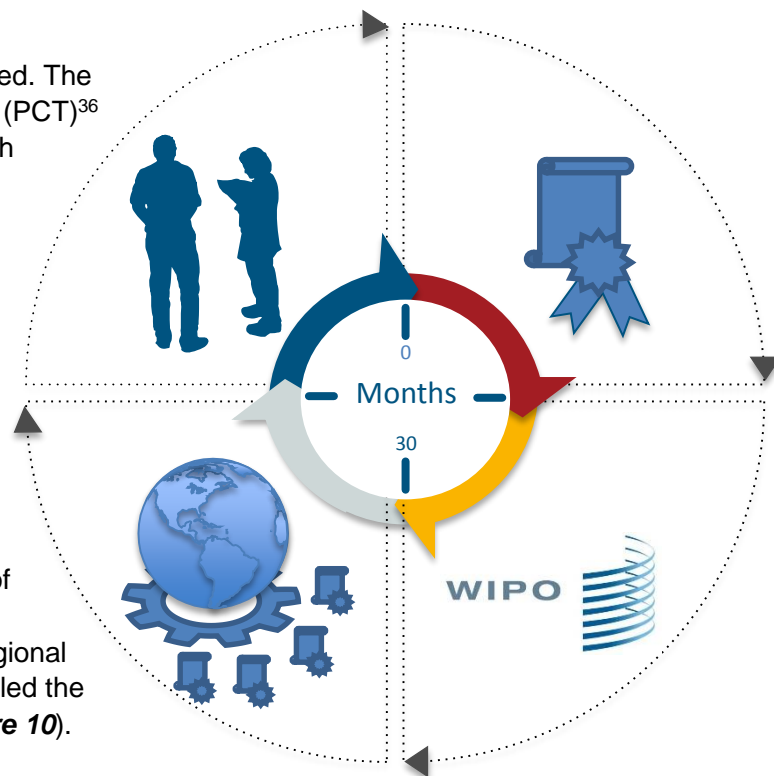 ed. The
(PCT)36
h
0
Months
30
WIPO
of
gional
led the
re 10).